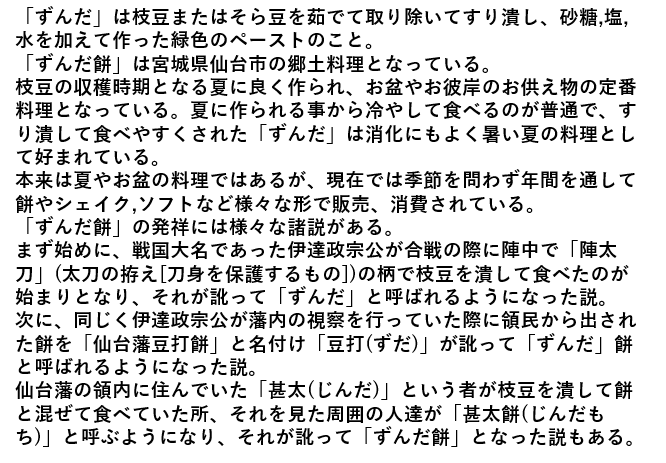 「ずんだ」は枝豆またはそら豆を茹でて取り除いてすり潰し、砂糖,塩,
水を加えて作った緑色のペーストのこと。
「ずんだ餅」は宮城県仙台市の郷土料理となっている。
枝豆の収穫時期となる夏に良く作られ、お盆やお彼岸のお供え物の定番
料理となっている。夏に作られる事から冷やして食べるのが普通で、す
り潰して食べやすくされた「ずんだ」は消化にもよく暑い夏の料理とし
て好まれている。
本来は夏やお盆の料理ではあるが、現在では季節を問わず年間を通して
餅やシェイク,ソフトなど様々な形で販売、消費されている。
「ずんだ餅」の発祥には様々な諸説がある。
まず始めに、戦国大名であった伊達政宗公が合戦の際に陣中で「陣太
刀」(太刀の拵え[刀身を保護するもの])の柄で枝豆を潰して食べたのが
始まりとなり、それが訛って「ずんだ」と呼ばれるようになった説。
次に、同じく伊達政宗公が藩内の視察を行っていた際に領民から出され
た餅を「仙台藩豆打餅」と名付け「豆打(ずだ)」が訛って「ずんだ」餅
と呼ばれるようになった説。
仙台藩の領内に住んでいた「甚太(じんだ)」という者が枝豆を潰して餅
と混ぜて食べていた所、それを見た周囲の人達が「甚太餅(じんだも
ち)」と呼ぶようになり、それが訛って「ずんだ餅」となった説もある。